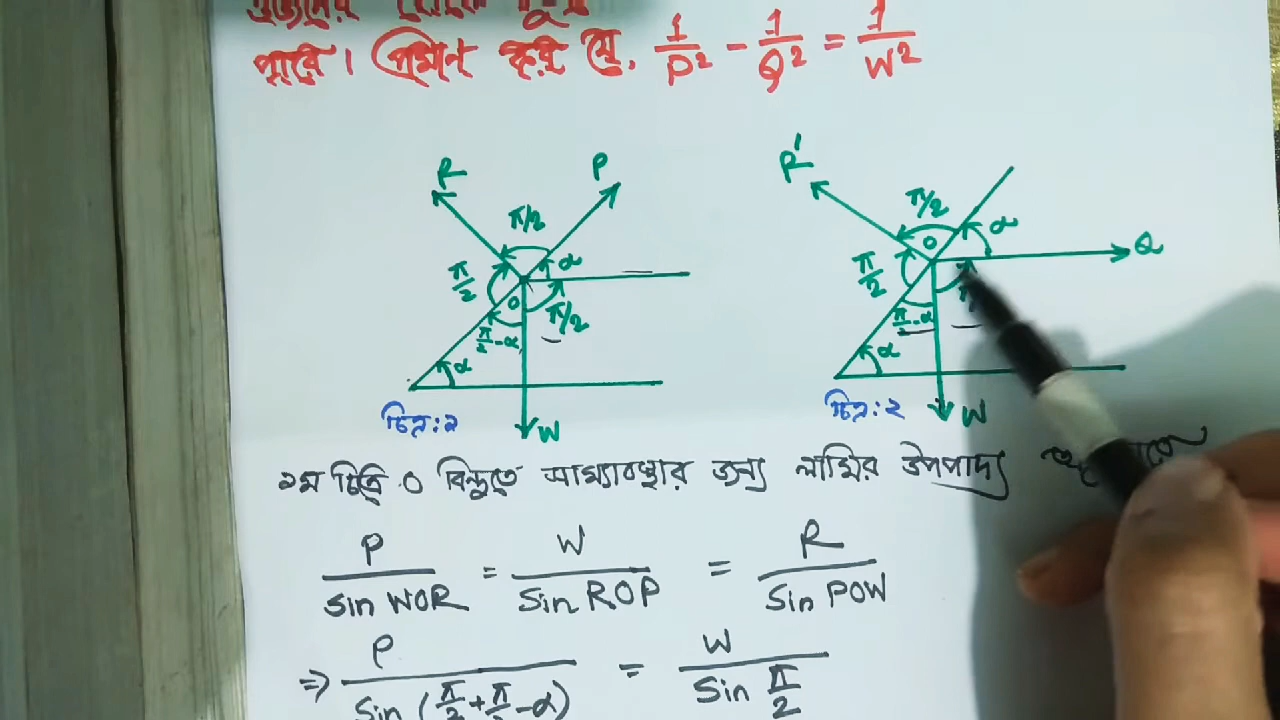 পারে। প্রমাণ কর যে, 1/P² - 1/Q² = 1/W²
R P π/2 α π/2 O π/2 π/2-α α W
R' π/2 α O Q π/2 π/2-α α W
চিত্র:১ চিত্র:২
১ম চিত্রে O বিন্দুতে সাম্যাবস্থার জন্য লামির উপপাদ্য
P/sin WOR = W/sin ROP = R/sin POW
⇒ P/sin (π/2+π/2-α) = W/sin π/2